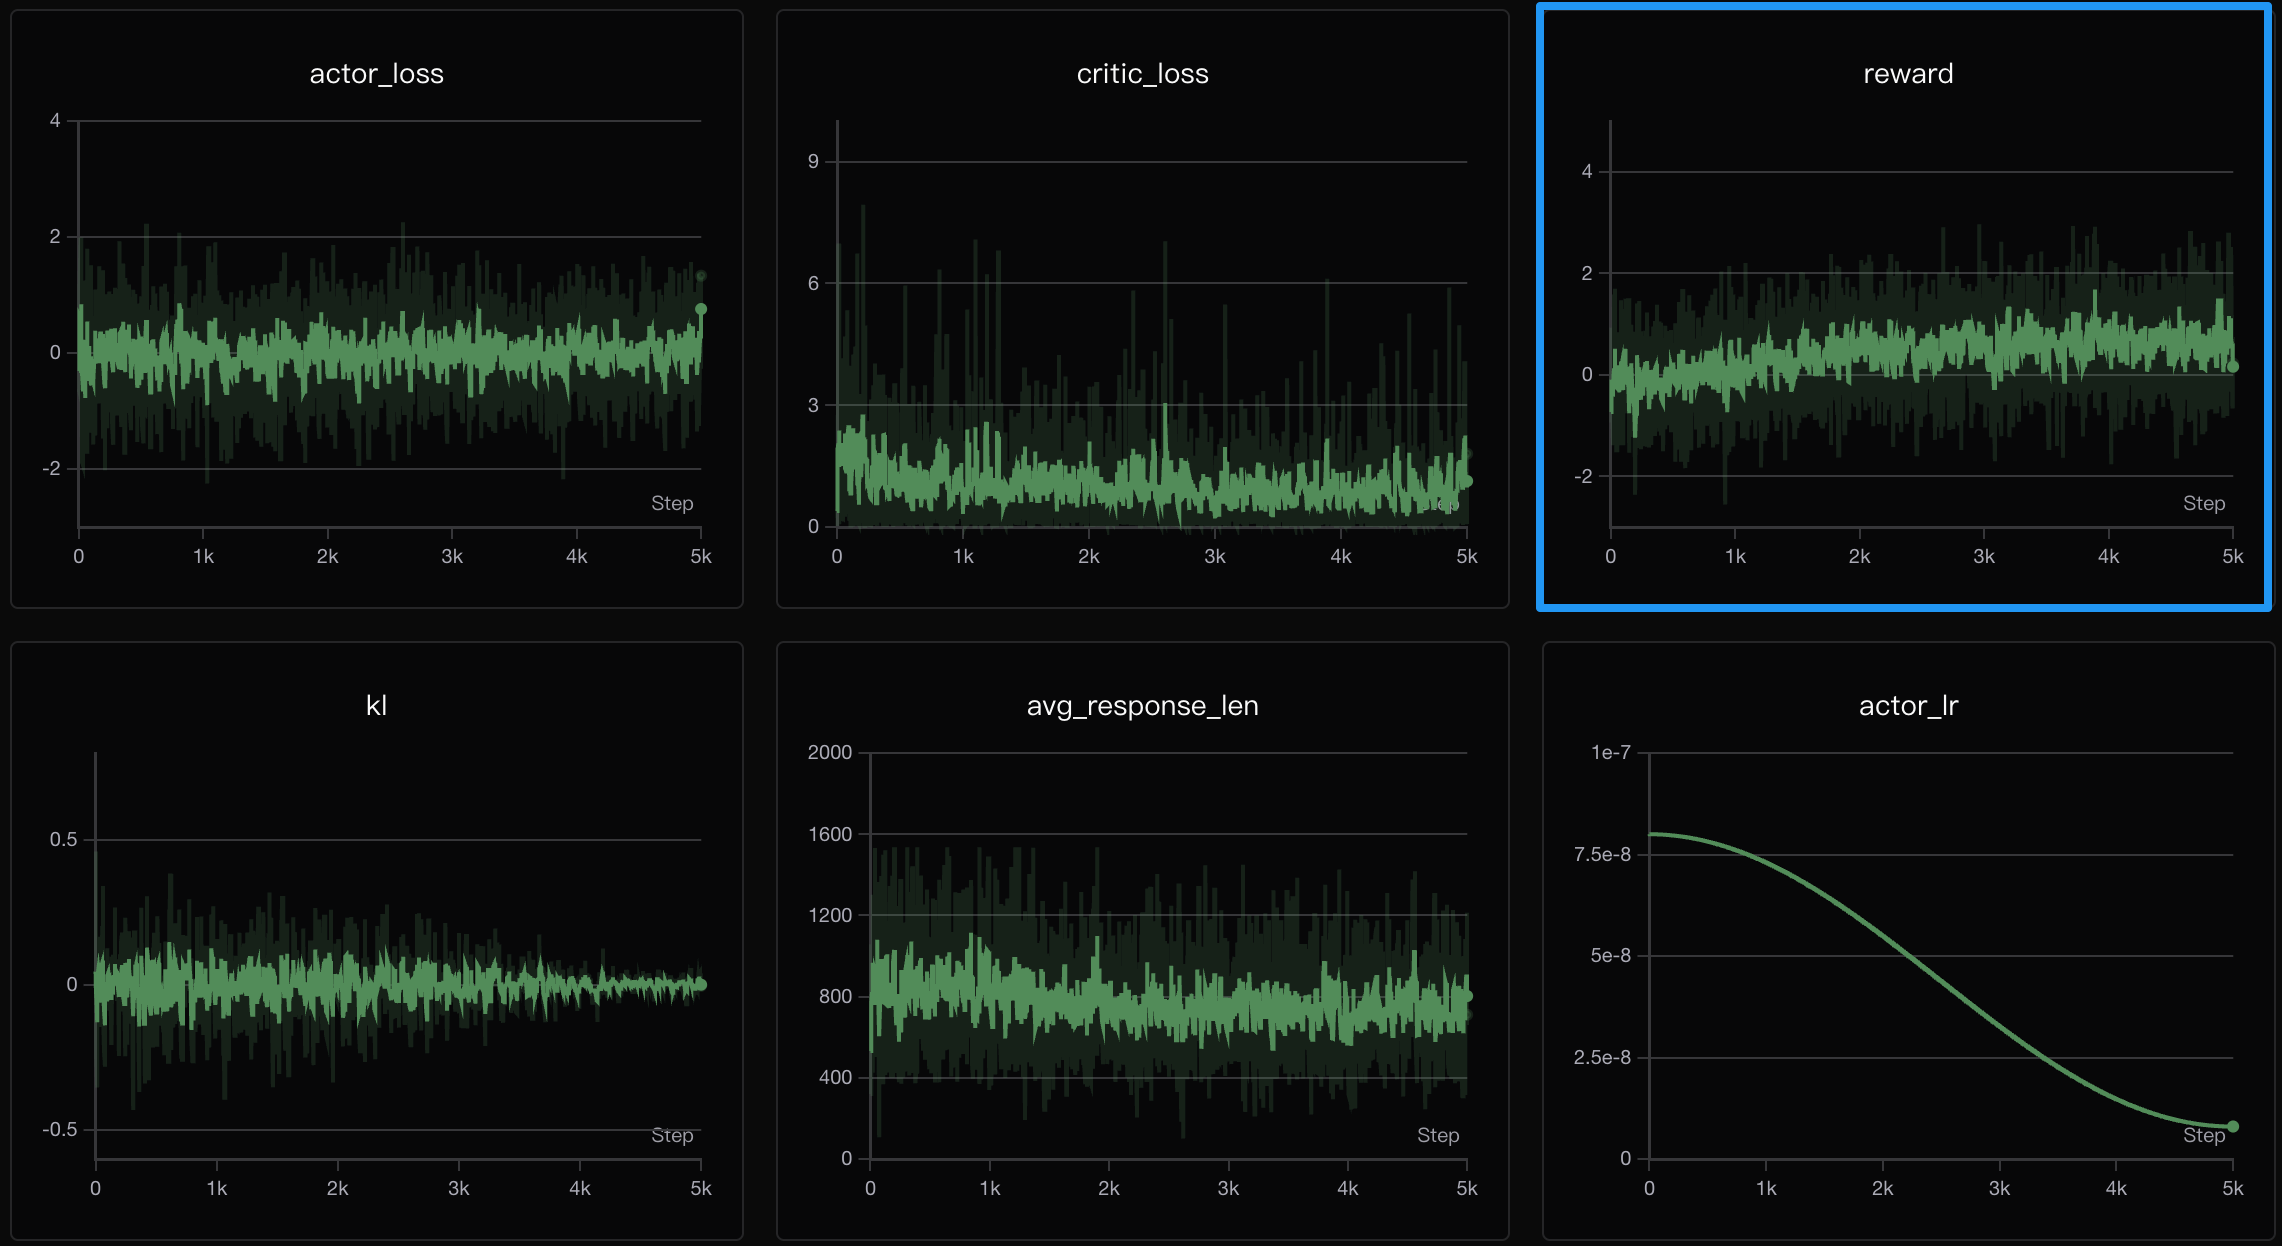 actor_loss
4
2
0
-2
Step
0 1k 2k 3k 4k 5k
critic_loss
9
6
3
0
Step
0 1k 2k 3k 4k 5k
reward
4
2
0
-2
Step
0 1k 2k 3k 4k 5k
kl
0.5
0
-0.5
Step
0 1k 2k 3k 4k 5k
avg_response_len
2000
1600
1200
800
400
0
Step
0 1k 2k 3k 4k 5k
actor_lr
1e-7
7.5e-8
5e-8
2.5e-8
0
Step
0 1k 2k 3k 4k 5k